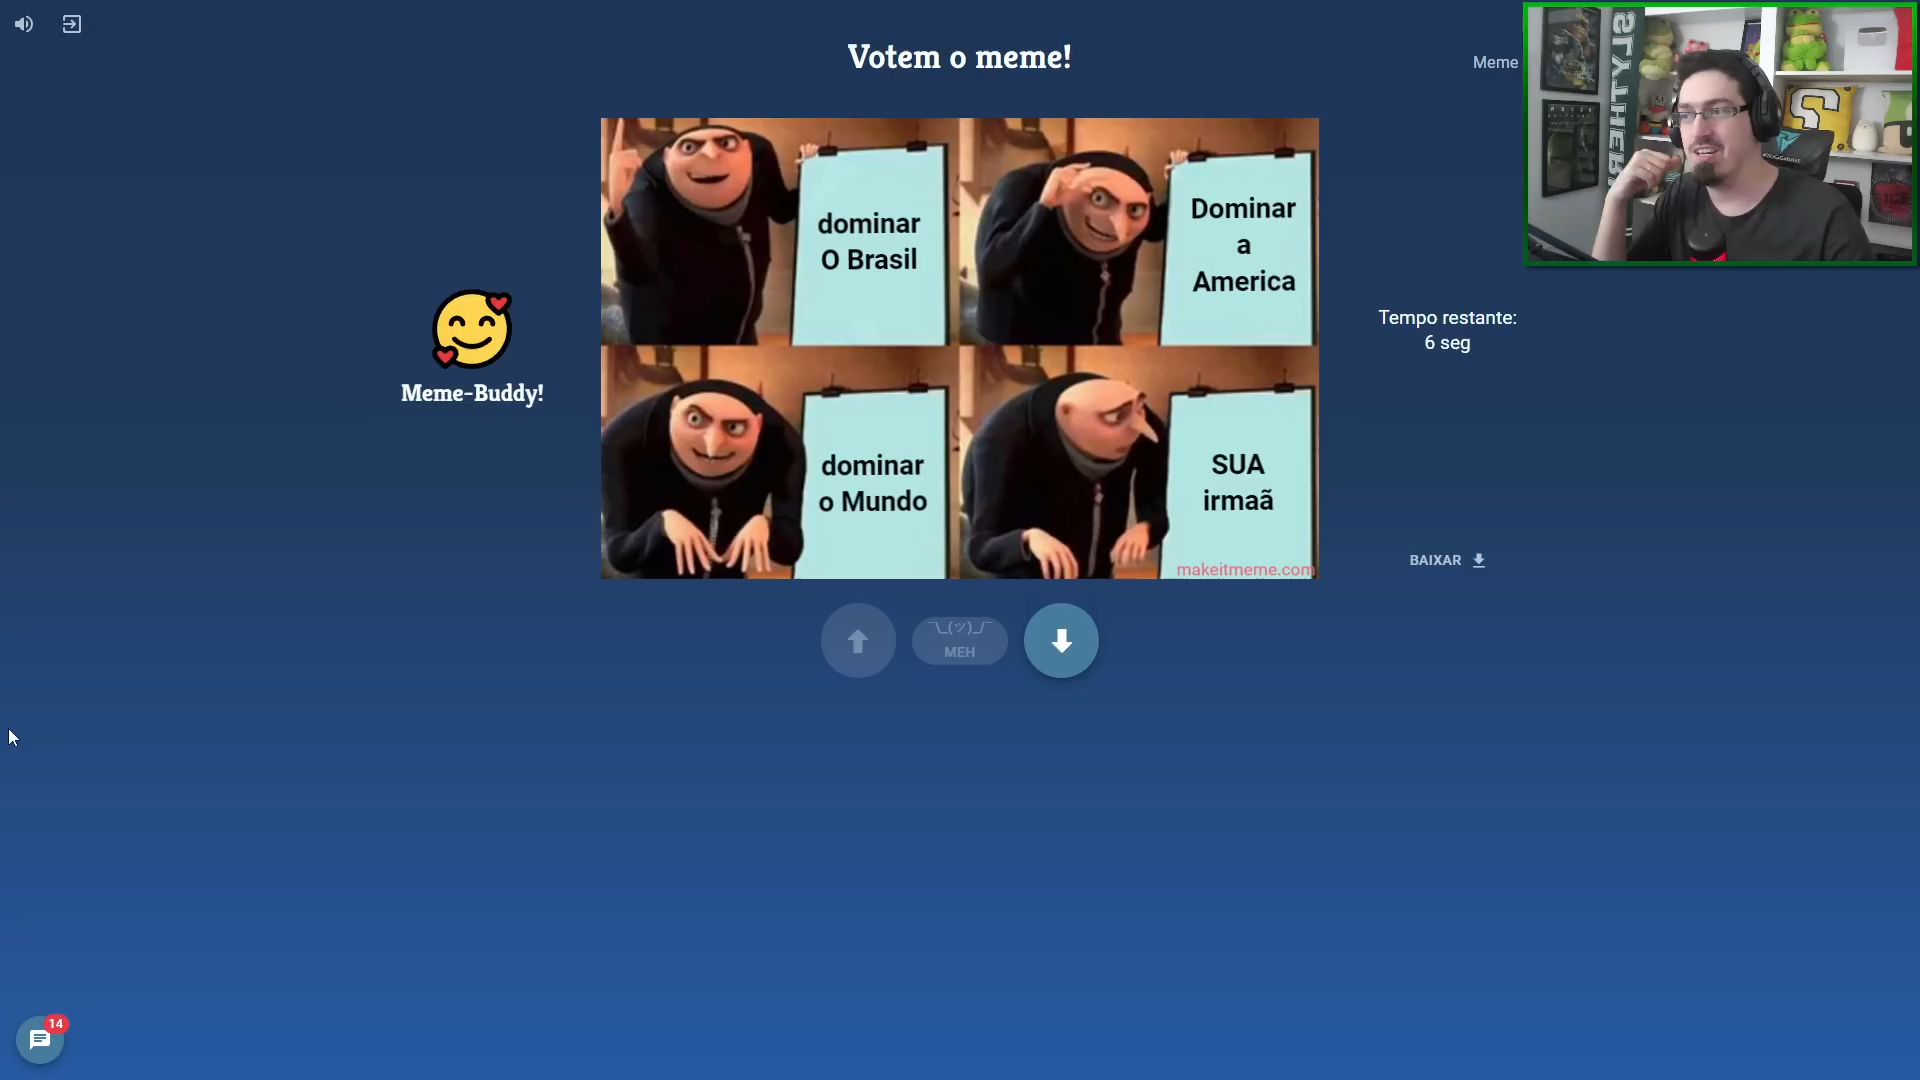 Votem o meme!
Meme
dominar
O Brasil
Dominar
a
America
dominar
o Mundo
SUA
irmaã
makeitmeme.com
Meme-Buddy!
Tempo restante:
6 seg
BAIXAR
¯\_(ツ)_/¯
MEH
14